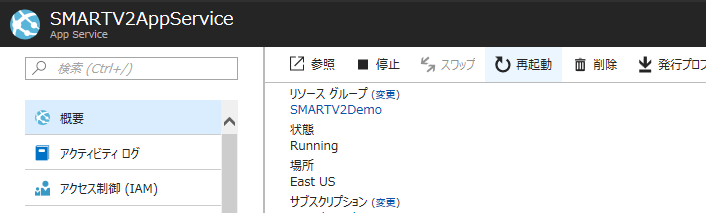 SMARTV2AppService
App Service
検索 (Ctrl+/)
参照 停止 スワップ 再起動 削除 発行プロフ
概要
アクティビティ ログ
アクセス制御 (IAM)
リソース グループ (変更)
SMARTV2Demo
状態
Running
場所
East US
サブスクリプション (変更)